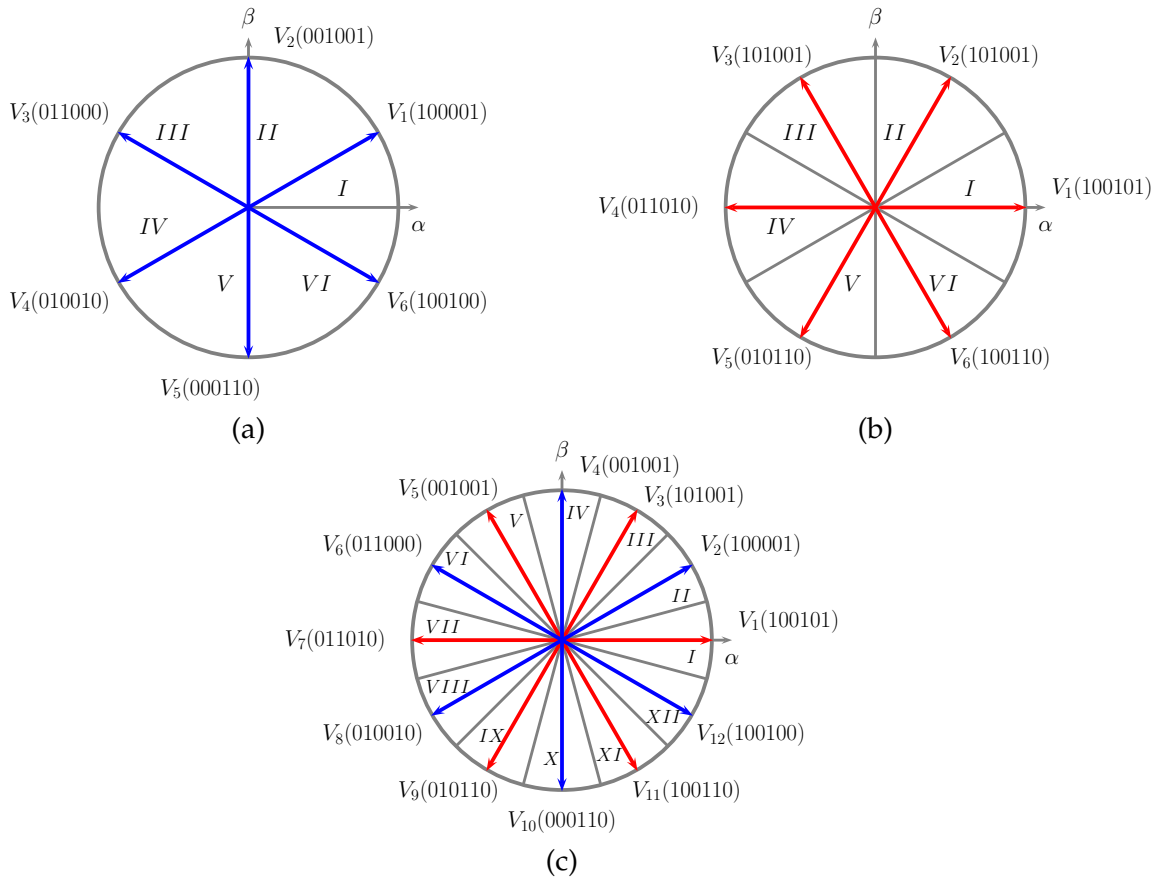 β
V2(001001)
V3(011000)
V1(100001)
III
II
I
α
IV
V
VI
V4(010010)
V6(100100)
V5(000110)
(a)
β
V3(101001)
V2(101001)
III
II
I
V1(100101)
V4(011010)
α
IV
V
VI
V5(010110)
V6(100110)
(b)
β
V4(001001)
V5(001001)
V3(101001)
V
IV
III
V6(011000)
V2(100001)
VI
II
V1(100101)
V7(011010)
VII
I
α
VIII
XII
V8(010010)
V12(100100)
IX
X
XI
V9(010110)
V11(100110)
V10(000110)
(c)